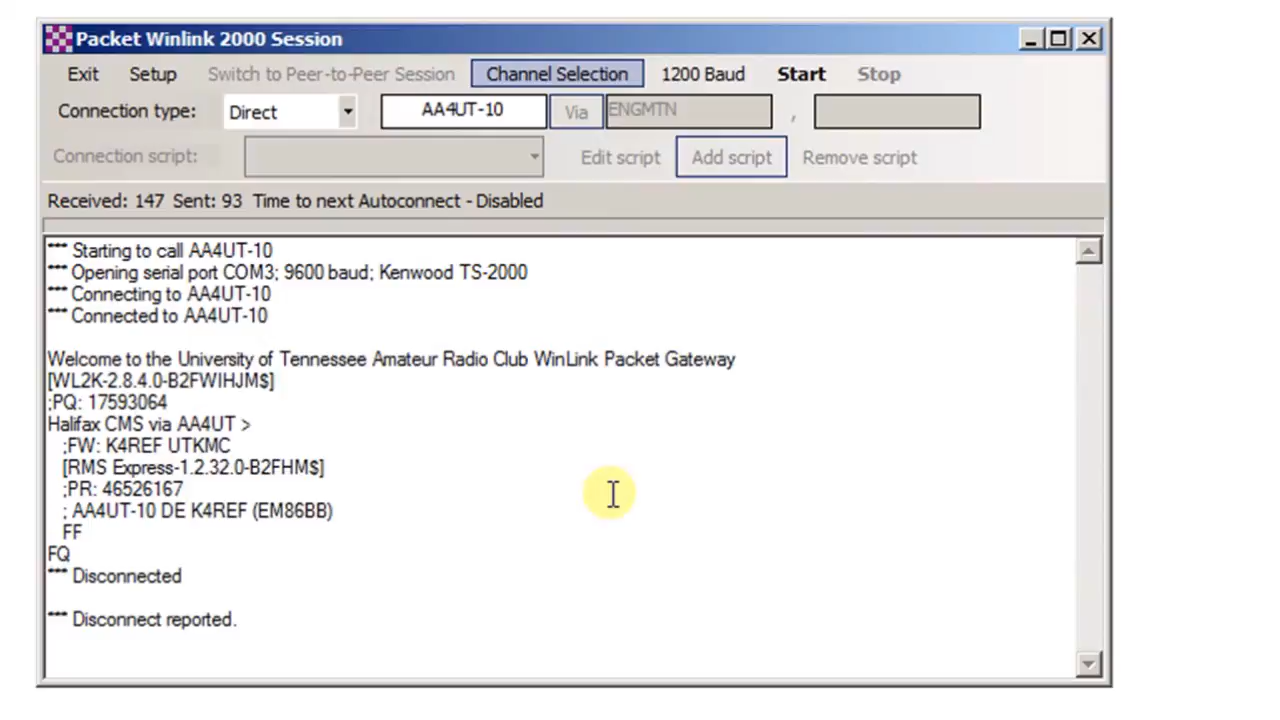 Packet Winlink 2000 Session
Exit Setup Switch to Peer-to-Peer Session Channel Selection 1200 Baud Start Stop
Connection type: Direct AA4UT-10 Via ENGMTN ,
Connection script: Edit script Add script Remove script
Received: 147 Sent: 93 Time to next Autoconnect - Disabled
*** Starting to call AA4UT-10
*** Opening serial port COM3; 9600 baud; Kenwood TS-2000
*** Connecting to AA4UT-10
*** Connected to AA4UT-10
Welcome to the University of Tennessee Amateur Radio Club WinLink Packet Gateway
[WL2K-2.8.4.0-B2FWIHJM$]
;PQ: 17593064
Halifax CMS via AA4UT >
;FW: K4REF UTKMC
[RMS Express-1.2.32.0-B2FHM$]
;PR: 46526167
; AA4UT-10 DE K4REF (EM86BB)
FF
FQ
*** Disconnected
*** Disconnect reported.